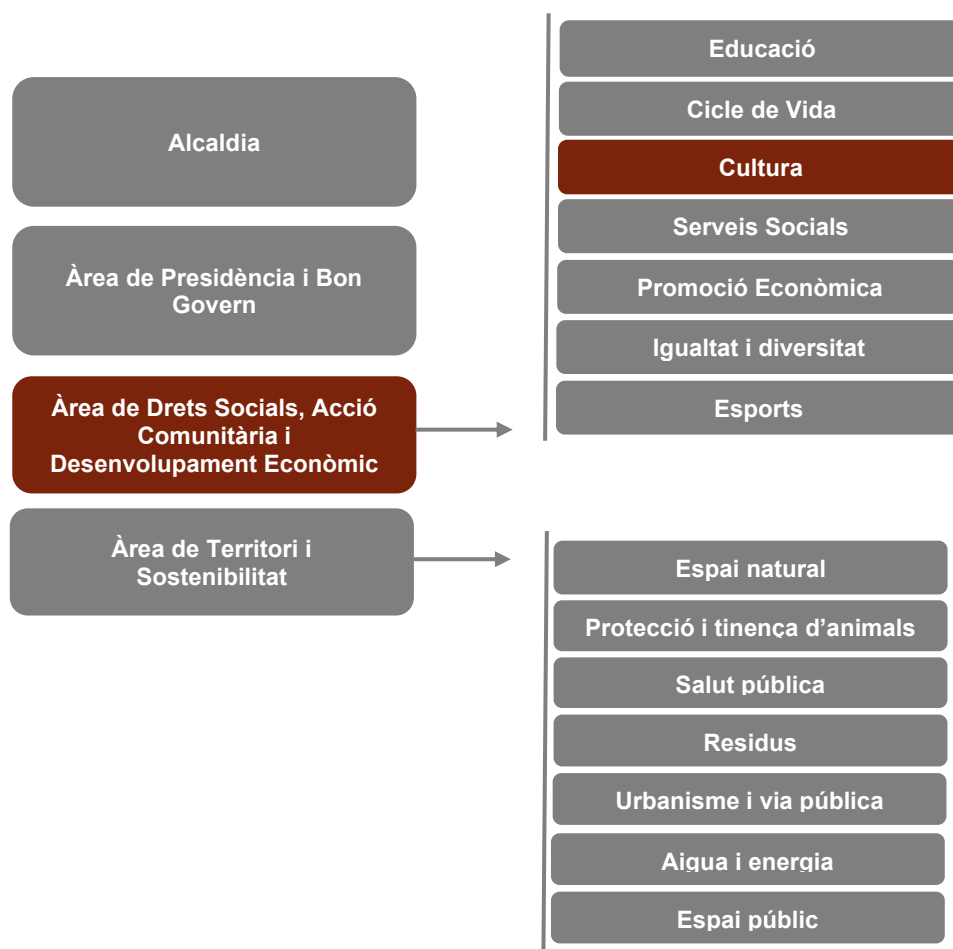 Alcaldia
Àrea de Presidència i Bon
Govern
Àrea de Drets Socials, Acció
Comunitària i
Desenvolupament Econòmic
Àrea de Territori i
Sostenibilitat
Educació
Cicle de Vida
Cultura
Serveis Socials
Promoció Econòmica
Igualtat i diversitat
Esports
Espai natural
Protecció i tinença d’animals
Salut pública
Residus
Urbanisme i via pública
Aigua i energia
Espai públic